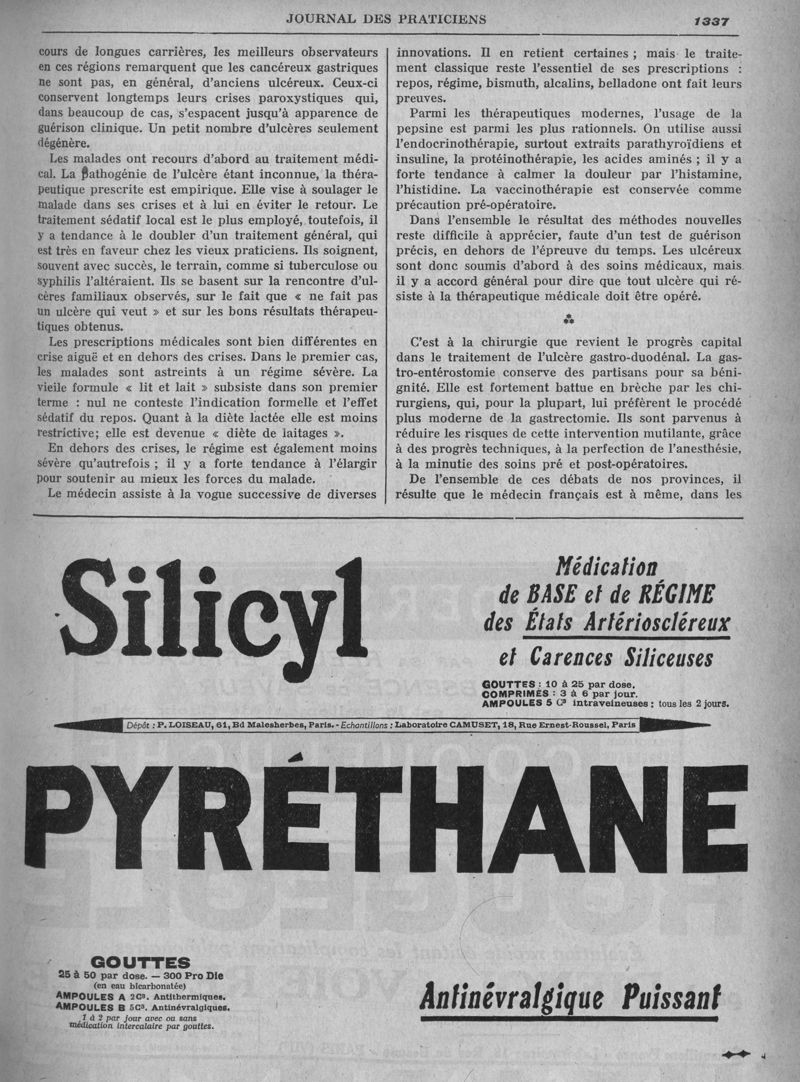 JOURNAL DES PRATICIENS
1337
cours de longues carrières, les meilleurs observateurs
en ces régions remarquent que les cancéreux gastriques
ne sont pas, en général, d'anciens ulcéreux. Ceux-ci
conservent longtemps leurs crises paroxystiques qui,
dans beaucoup de cas, s'espacent jusqu'à apparence de
guérison clinique. Un petit nombre d'ulcères seulement
dégénère.
Les malades ont recours d'abord au traitement médi-
cal. La pathogénie de l'ulcère étant inconnue, la théra-
peutique prescrite est empirique. Elle vise à soulager le
malade dans ses crises et à lui en éviter le retour. Le
traitement sédatif local est le plus employé, toutefois, il
y a tendance à le doubler d'un traitement général, qui
est très en faveur chez les vieux praticiens. Ils soignent,
souvent avec succès, le terrain, comme si tuberculose ou
syphilis l'altéraient. Ils se basent sur la rencontre d'ul-
cères familiaux observés, sur le fait que « ne fait pas
un ulcère qui veut » et sur les bons résultats thérapeu-
tiques obtenus.
Les prescriptions médicales sont bien différentes en
crise aiguë et en dehors des crises. Dans le premier cas,
les malades sont astreints à un régime sévère. La
vieile formule « lit et lait » subsiste dans son premier
terme : nul ne conteste l'indication formelle et l'effet
sédatif du repos. Quant à la diète lactée elle est moins
restrictive; elle est devenue « diète de laitages ».
En dehors des crises, le régime est également moins
sévère qu'autrefois ; il y a forte tendance à l'élargir
pour soutenir au mieux les forces du malade.
Le médecin assiste à la vogue successive de diverses
innovations. Il en retient certaines ; mais le traite-
ment classique reste l'essentiel de ses prescriptions :
repos, régime, bismuth, alcalins, belladone ont fait leurs
preuves.
Parmi les thérapeutiques modernes, l'usage de la
pepsine est parmi les plus rationnels. On utilise aussi
l'endocrinothérapie, surtout extraits parathyroïdiens et
insuline, la protéinothérapie, les acides aminés ; il y a
forte tendance à calmer la douleur par l'histamine,
l'histidine. La vaccinothérapie est conservée comme
précaution pré-opératoire.
Dans l'ensemble le résultat des méthodes nouvelles
reste difficile à apprécier, faute d'un test de guérison
précis, en dehors de l'épreuve du temps. Les ulcéreux
sont donc soumis d'abord à des soins médicaux, mais
il y a accord général pour dire que tout ulcère qui ré-
siste à la thérapeutique médicale doit être opéré.
⁂
C'est à la chirurgie que revient le progrès capital
dans le traitement de l'ulcère gastro-duodénal. La gas-
tro-entérostomie conserve des partisans pour sa béni-
gnité. Elle est fortement battue en brèche par les chi-
rurgiens, qui, pour la plupart, lui préfèrent le procédé
plus moderne de la gastrectomie. Ils sont parvenus à
réduire les risques de cette intervention mutilante, grâce
à des progrès techniques, à la perfection de l'anesthésie,
à la minutie des soins pré et post-opératoires.
De l'ensemble de ces débats de nos provinces, il
résulte que le médecin français est à même, dans les
Silicyl
Médication
de BASE et de RÉGIME
des États Artérioscléreux
et Carences Siliceuses
GOUTTES : 10 à 25 par dose.
COMPRIMÉS : 3 à 6 par jour.
AMPOULES 5 Cᶟ intraveineuses : tous les 2 jours.
Dépôt : P. LOISEAU, 61, Bd Malesherbes, Paris. - Echantillons : Laboratoire CAMUSET, 18, Rue Ernest-Roussel, Paris
PYRÉTHANE
GOUTTES
25 à 50 par dose. — 300 Pro Die
(en eau bicarbonatée)
AMPOULES A 2Cᶟ. Antithermiques.
AMPOULES B 5Cᶟ. Antinévralgiques.
1 à 2 par jour avec ou sans
médication intercalaire par gouttes.
Antinévralgique Puissant